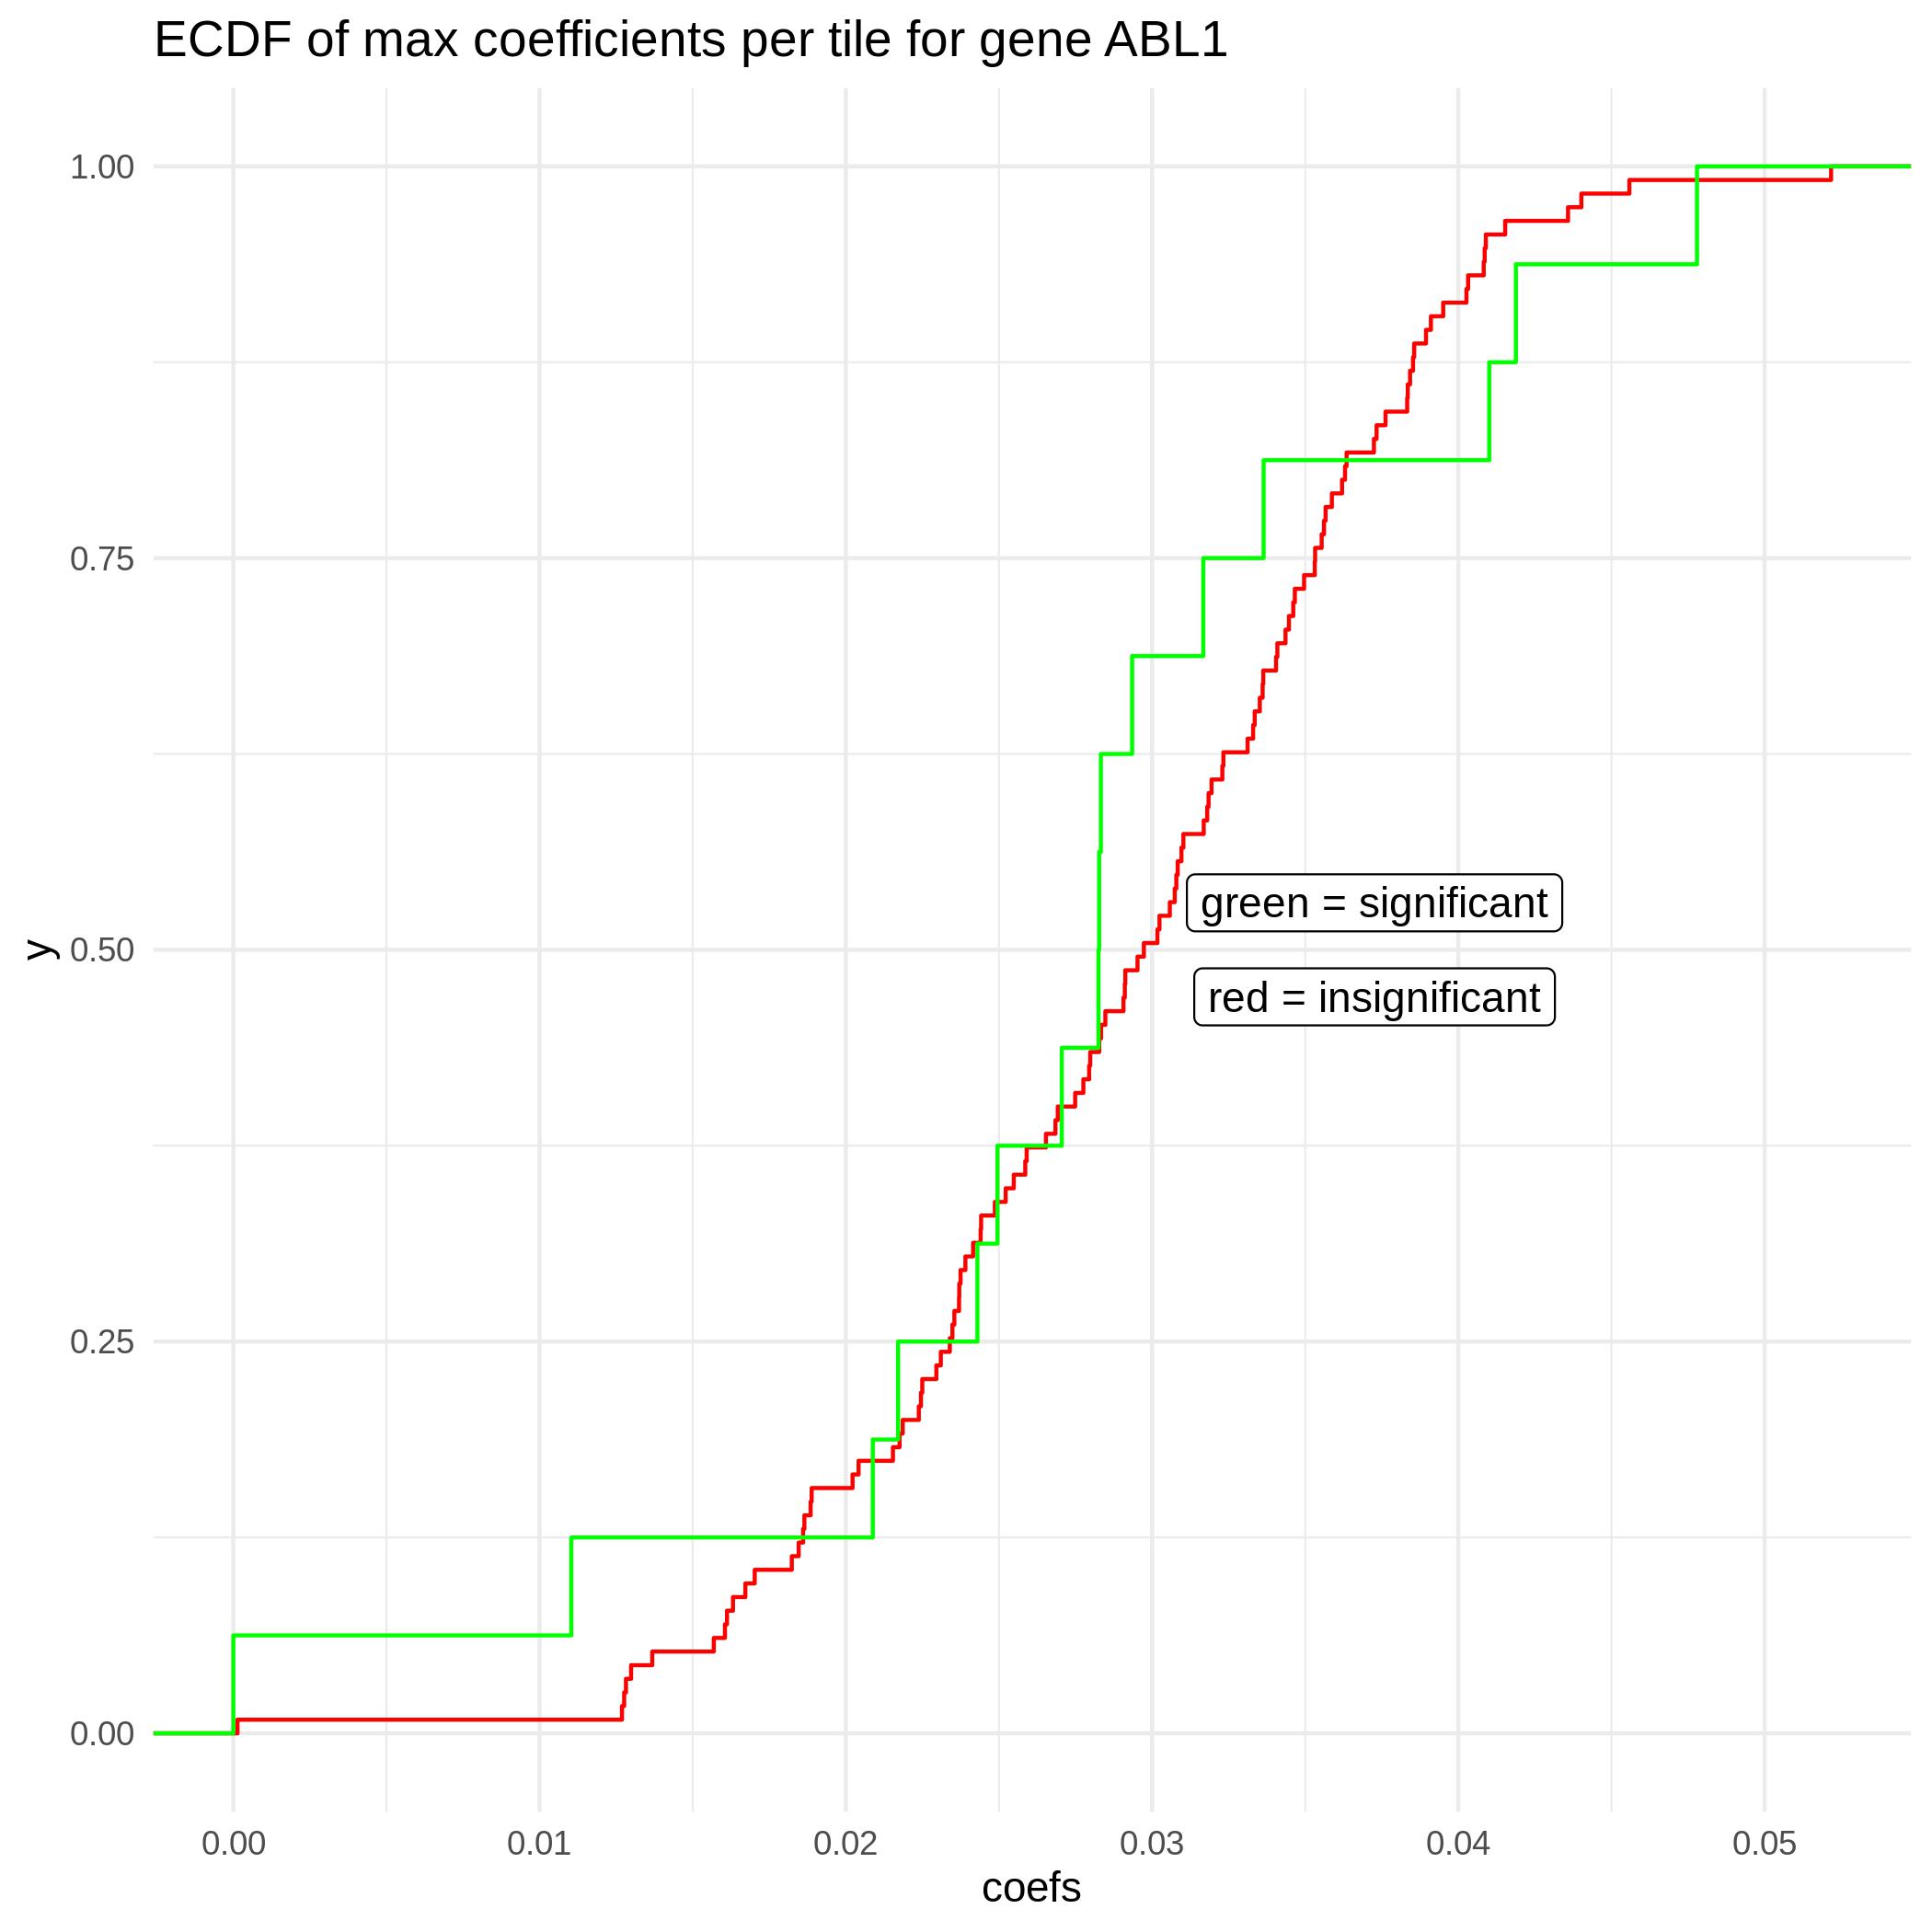 ECDF of max coefficients per tile for gene ABL1
1.00
0.75
0.50
0.25
0.00
y
green = significant
red = insignificant
0.00 0.01 0.02 0.03 0.04 0.05
coefs